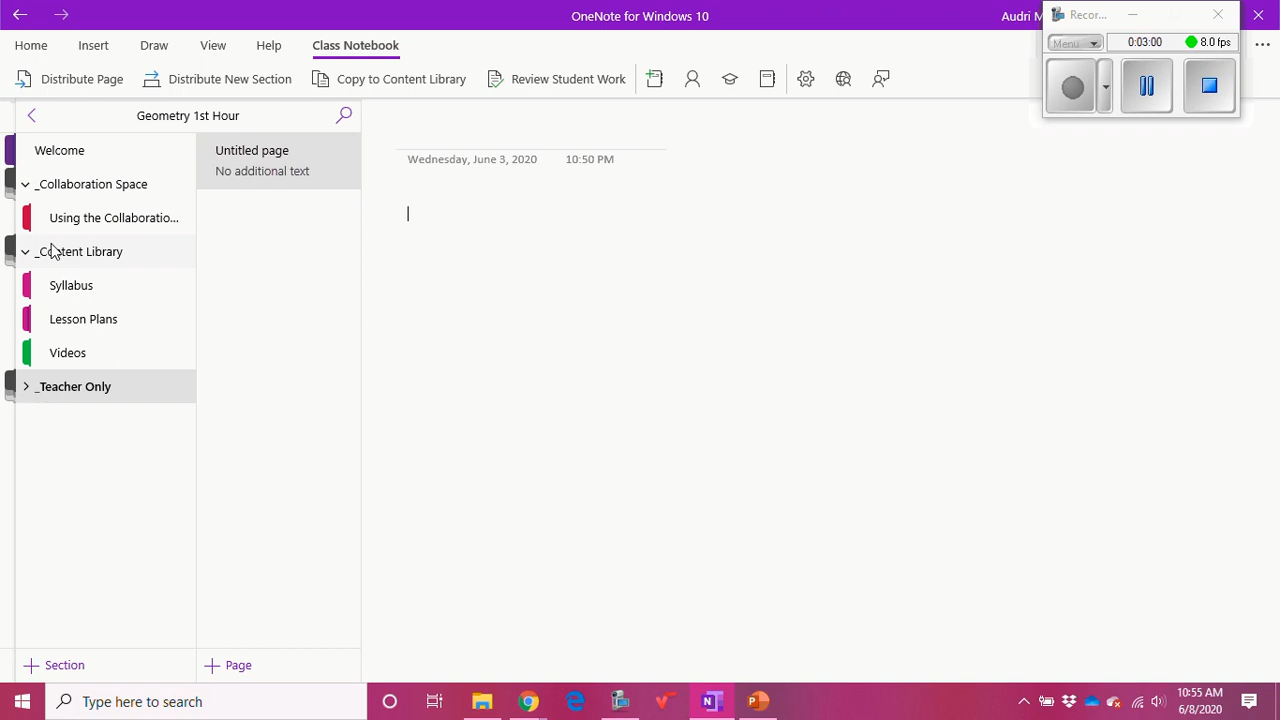 OneNote for Windows 10
Audri M
Recor...
Home Insert Draw View Help Class Notebook
Menu 0:03:00 8.0 fps
Distribute Page Distribute New Section Copy to Content Library Review Student Work
Geometry 1st Hour
Welcome
_Collaboration Space
Using the Collaboratio...
_Content Library
Syllabus
Lesson Plans
Videos
_Teacher Only
Untitled page
No additional text
Wednesday, June 3, 2020 10:50 PM
Section
Page
Type here to search
10:55 AM
6/8/2020